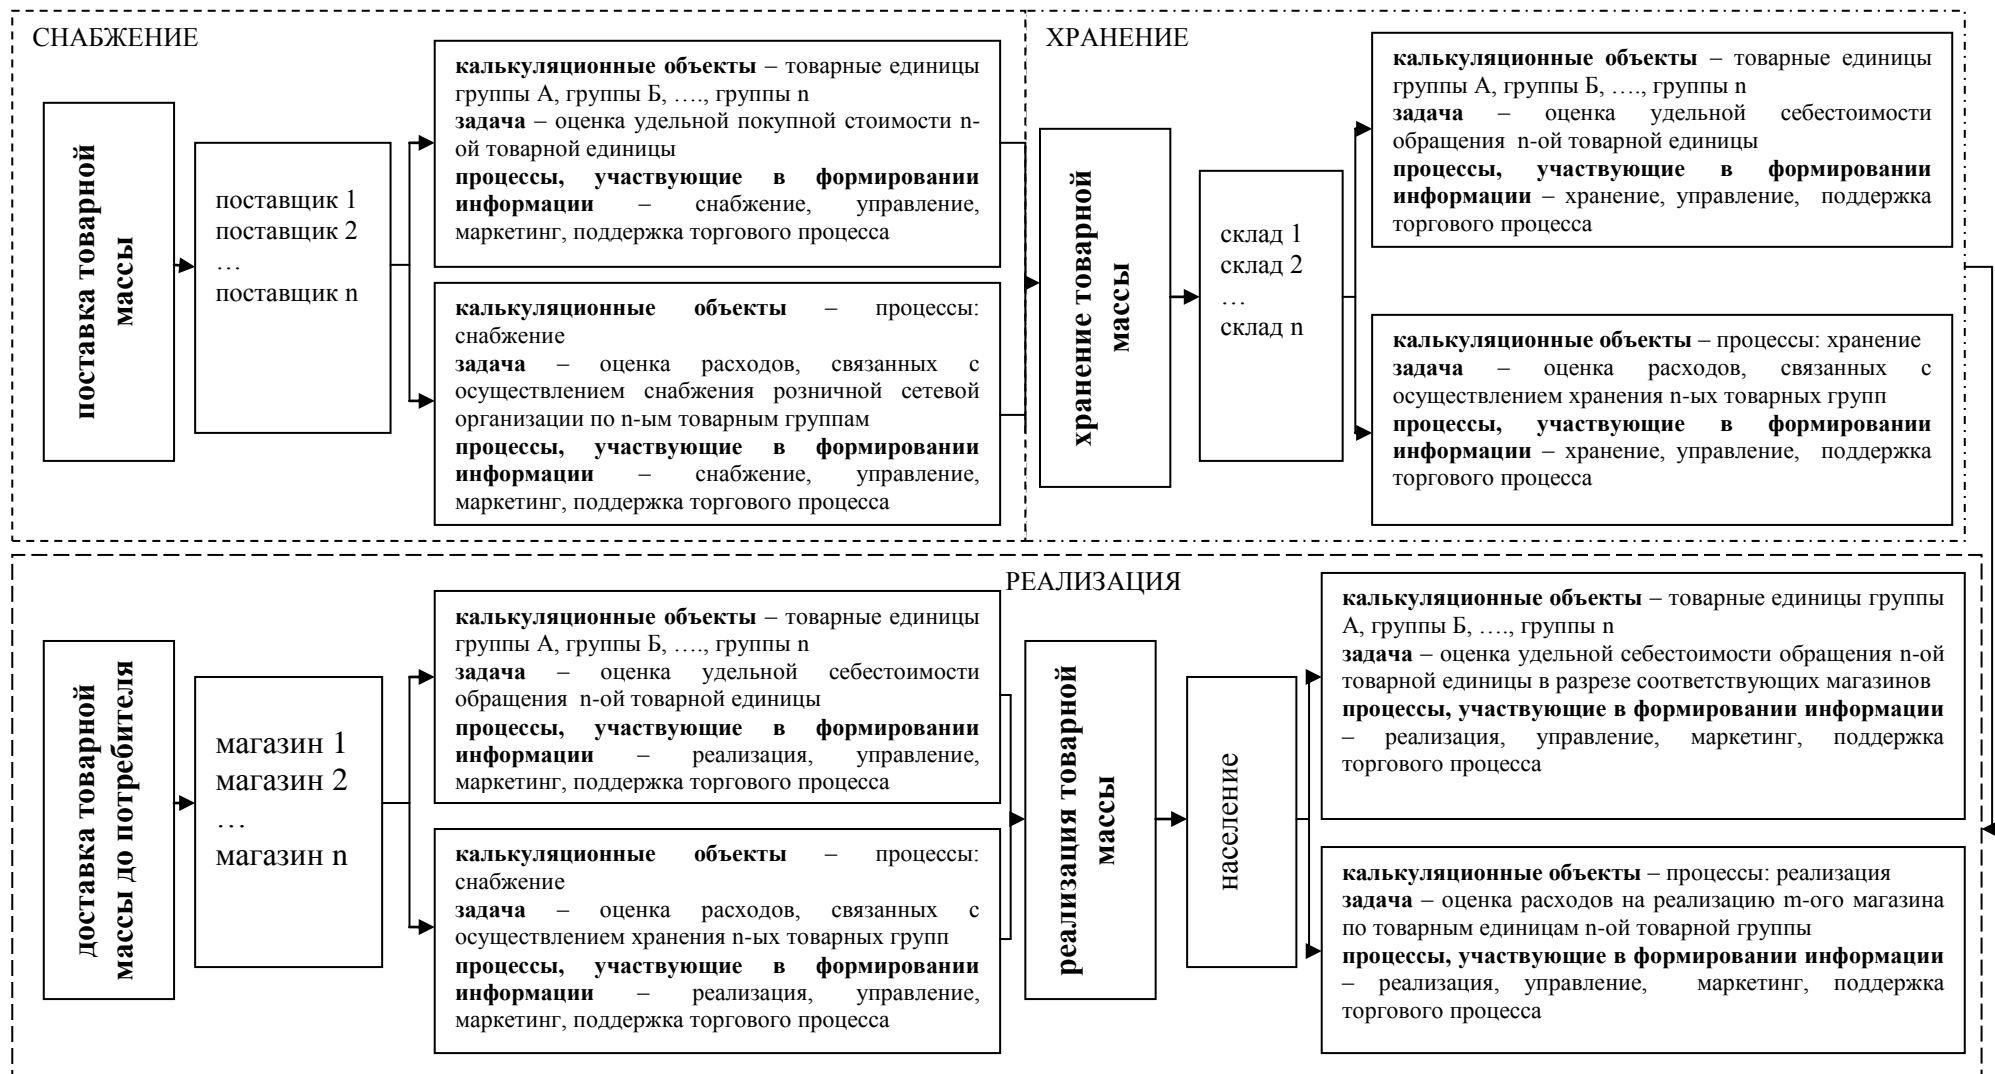 СНАБЖЕНИЕ
поставка товарной
массы
поставщик 1
поставщик 2
…
поставщик n
калькуляционные объекты – товарные единицы
группы А, группы Б, …., группы n
задача – оценка удельной покупной стоимости n-
ой товарной единицы
процессы, участвующие в формировании
информации – снабжение, управление,
маркетинг, поддержка торгового процесса
калькуляционные объекты – процессы:
снабжение
задача – оценка расходов, связанных с
осуществлением снабжения розничной сетевой
организации по n-ым товарным группам
процессы, участвующие в формировании
информации – снабжение, управление,
маркетинг, поддержка торгового процесса
ХРАНЕНИЕ
хранение товарной
массы
склад 1
склад 2
…
склад n
калькуляционные объекты – товарные единицы
группы А, группы Б, …., группы n
задача – оценка удельной себестоимости
обращения n-ой товарной единицы
процессы, участвующие в формировании
информации – хранение, управление, поддержка
торгового процесса
калькуляционные объекты – процессы: хранение
задача – оценка расходов, связанных с
осуществлением хранения n-ых товарных групп
процессы, участвующие в формировании
информации – хранение, управление, поддержка
торгового процесса
РЕАЛИЗАЦИЯ
доставка товарной
массы до потребителя
магазин 1
магазин 2
…
магазин n
калькуляционные объекты – товарные единицы
группы А, группы Б, …., группы n
задача – оценка удельной себестоимости
обращения n-ой товарной единицы
процессы, участвующие в формировании
информации – реализация, управление,
маркетинг, поддержка торгового процесса
калькуляционные объекты – процессы:
снабжение
задача – оценка расходов, связанных с
осуществлением хранения n-ых товарных групп
процессы, участвующие в формировании
информации – реализация, управление,
маркетинг, поддержка торгового процесса
реализация товарной
массы
население
калькуляционные объекты – товарные единицы группы
А, группы Б, …., группы n
задача – оценка удельной себестоимости обращения n-ой
товарной единицы в разрезе соответствующих магазинов
процессы, участвующие в формировании информации
– реализация, управление, маркетинг, поддержка
торгового процесса
калькуляционные объекты – процессы: реализация
задача – оценка расходов на реализацию m-ого магазина
по товарным единицам n-ой товарной группы
процессы, участвующие в формировании информации
– реализация, управление, маркетинг, поддержка
торгового процесса